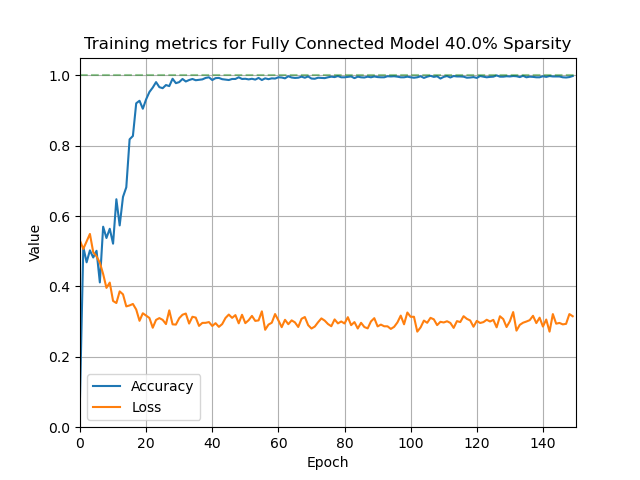 Training metrics for Fully Connected Model 40.0% Sparsity
1.0
0.8
0.6
0.4
0.2
0.0
Value
Accuracy
Loss
0 20 40 60 80 100 120 140
Epoch